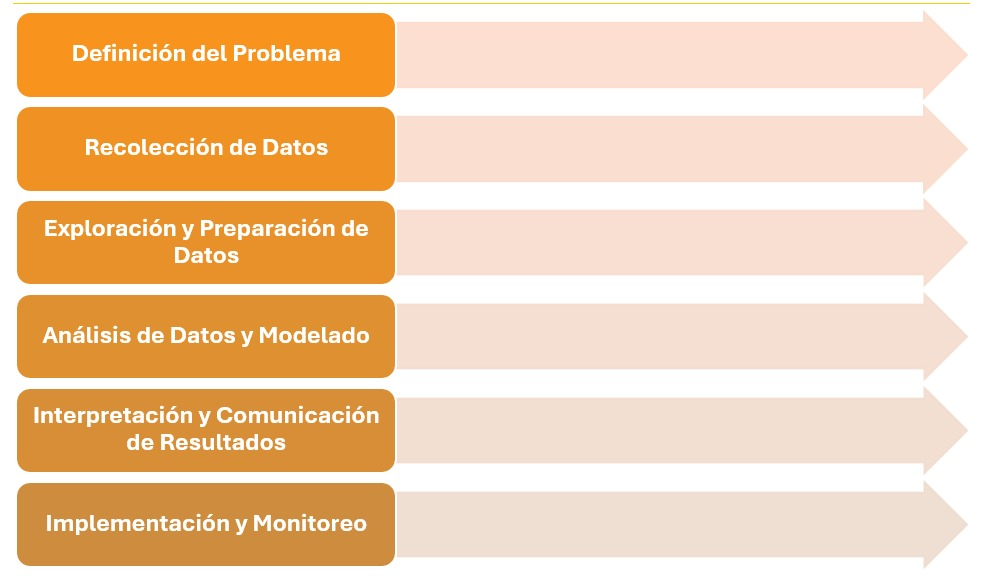 Definición del Problema
Recolección de Datos
Exploración y Preparación de
Datos
Análisis de Datos y Modelado
Interpretación y Comunicación
de Resultados
Implementación y Monitoreo